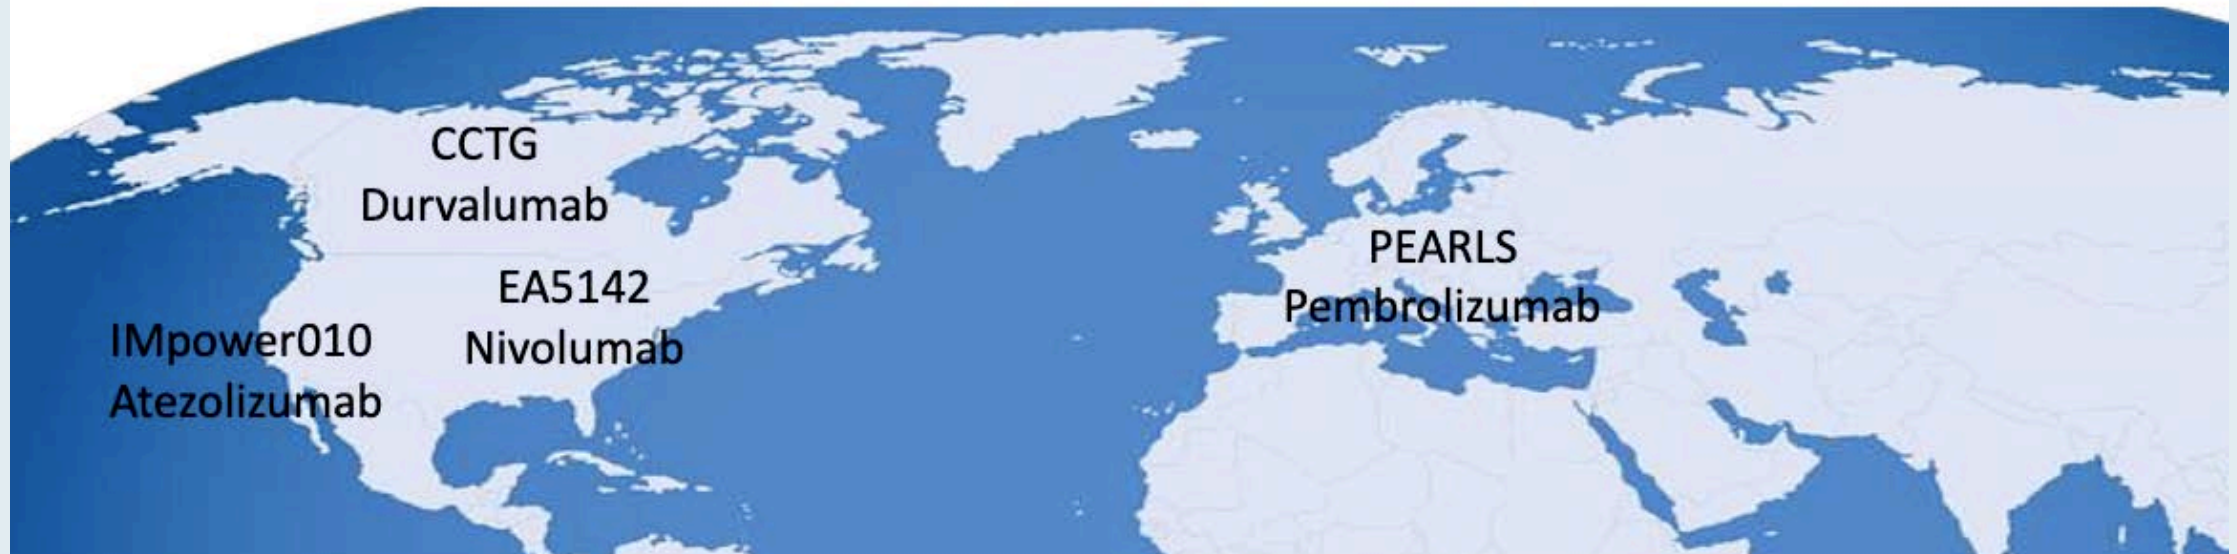 CCTG
Durvalumab
EA5142
Nivolumab
IMpower010
Atezolizumab
PEARLS
Pembrolizumab